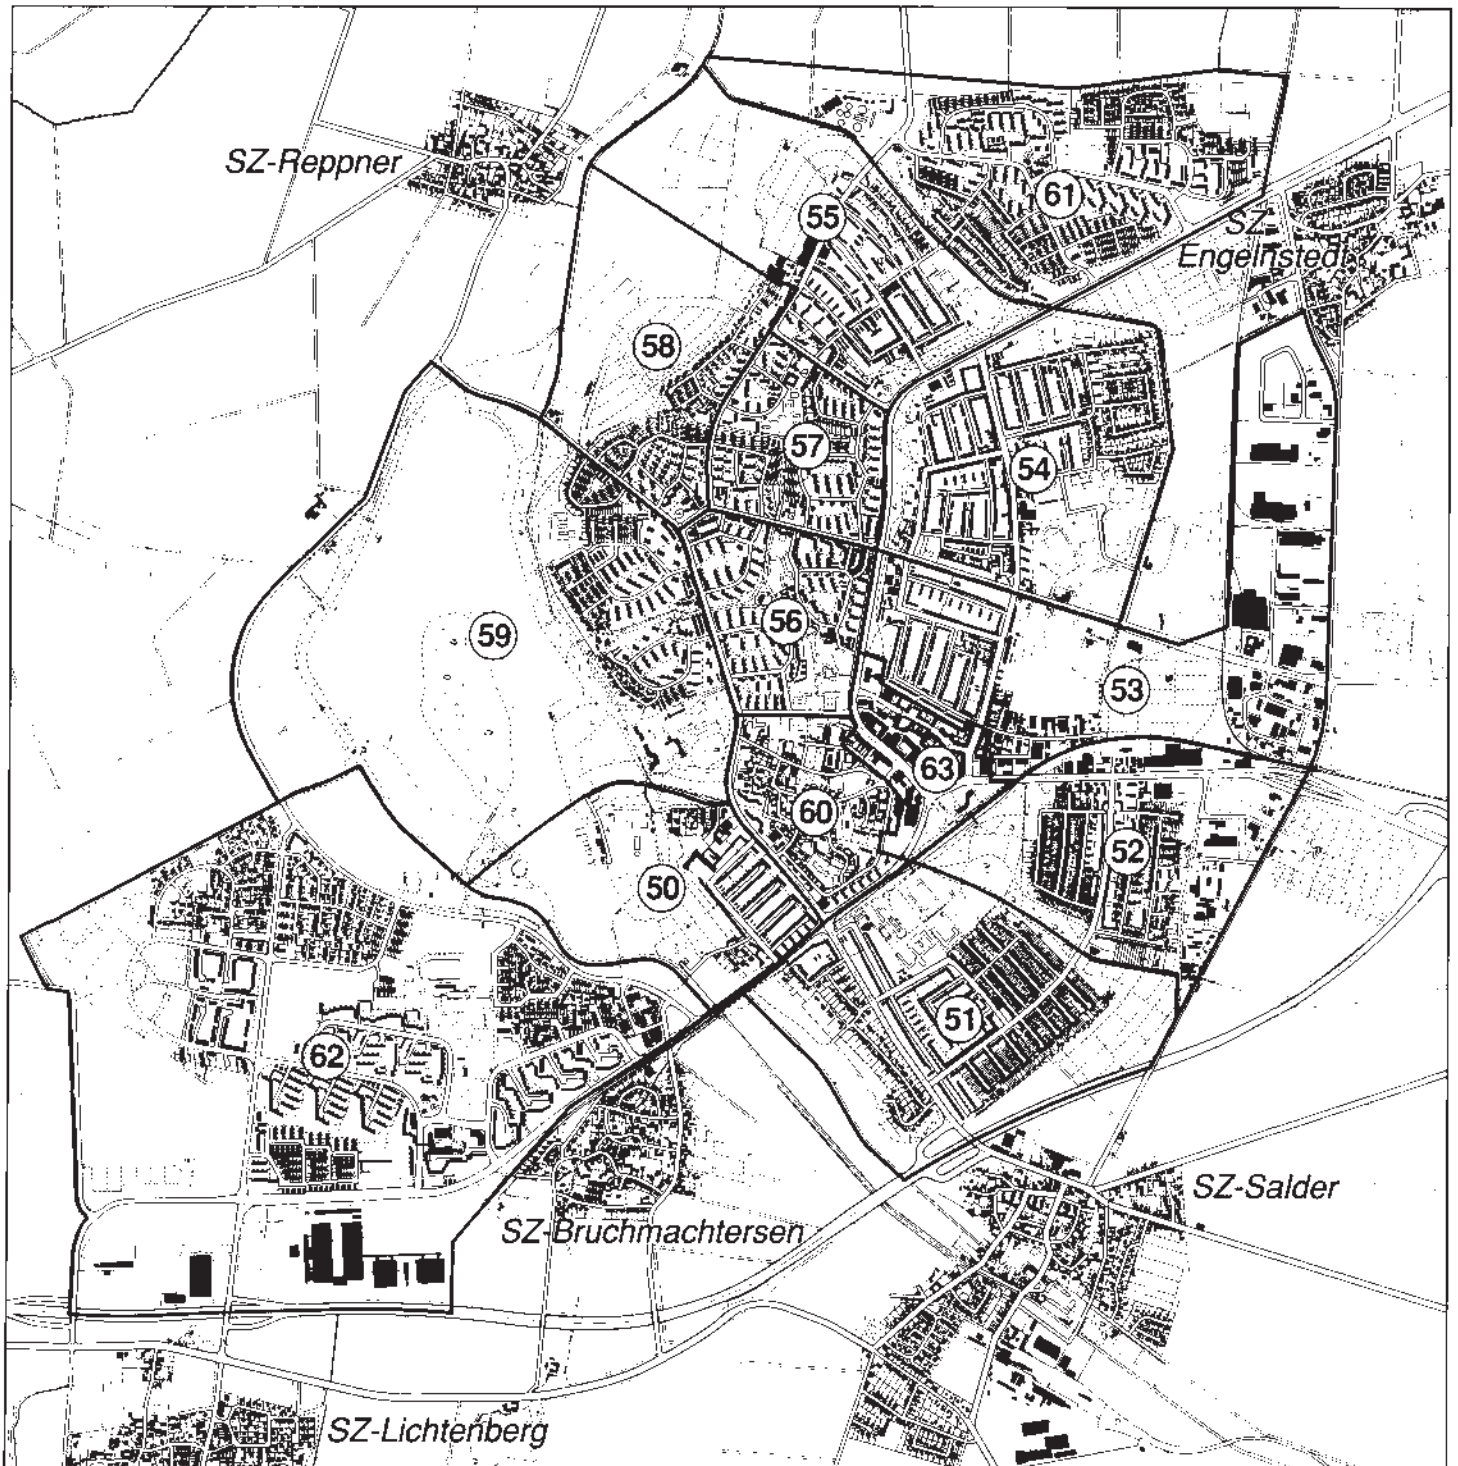 SZ-Reppner
61
55
SZ-
Engelnstedt
58
57
54
59
56
53
63
60
52
50
51
62
SZ-Salder
SZ-Bruchmachtersen
SZ-Lichtenberg